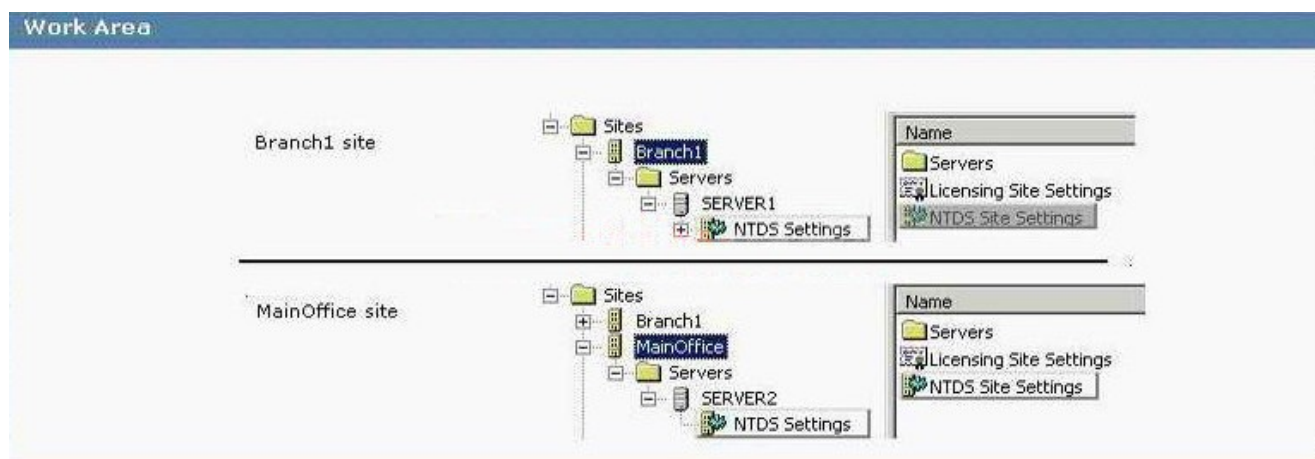 Work Area
Branch1 site
Sites
Branch1
Servers
SERVER1
NTDS Settings
Name
Servers
Licensing Site Settings
NTDS Site Settings
MainOffice site
Sites
Branch1
MainOffice
Servers
SERVER2
NTDS Settings
Name
Servers
Licensing Site Settings
NTDS Site Settings